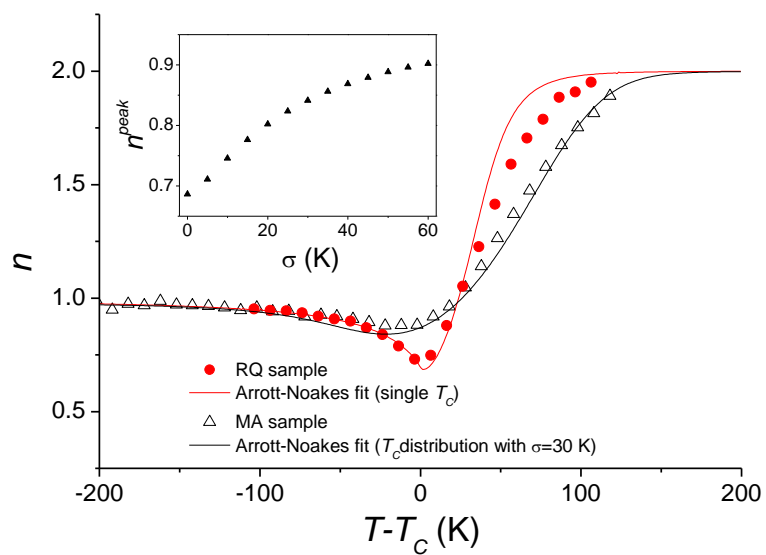 2.0
1.5
1.0
0.5
n
-200
-100
0
100
200
T-T_C (K)
0.9
0.8
0.7
n^peak
0
20
40
60
σ (K)
RQ sample
Arrott-Noakes fit (single T_C)
MA sample
Arrott-Noakes fit (T_C distribution with σ=30 K)